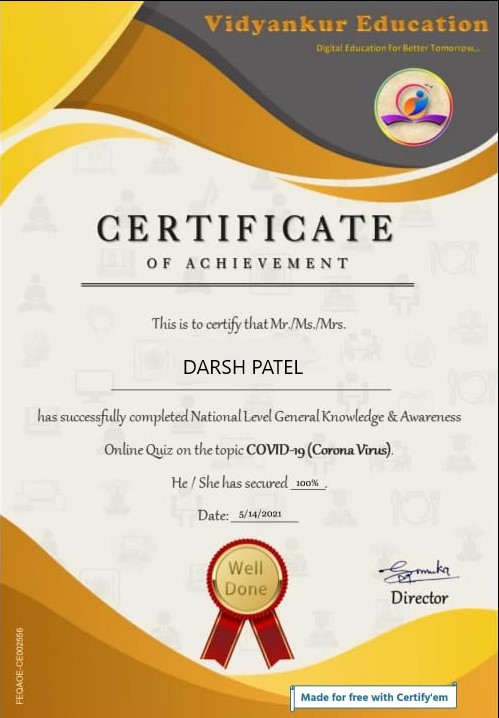 Vidyankur Education
Digital Education For Better Tomorrow...
CERTIFICATE
OF ACHIEVEMENT
This is to certify that Mr./Ms./Mrs.
DARSH PATEL
has successfully completed National Level General Knowledge & Awareness
Online Quiz on the topic COVID-19 (Corona Virus).
He / She has secured 100% .
Date: 5/14/2021
Well
Done
Director
FEQAOE-CE002556
Made for free with Certify'em